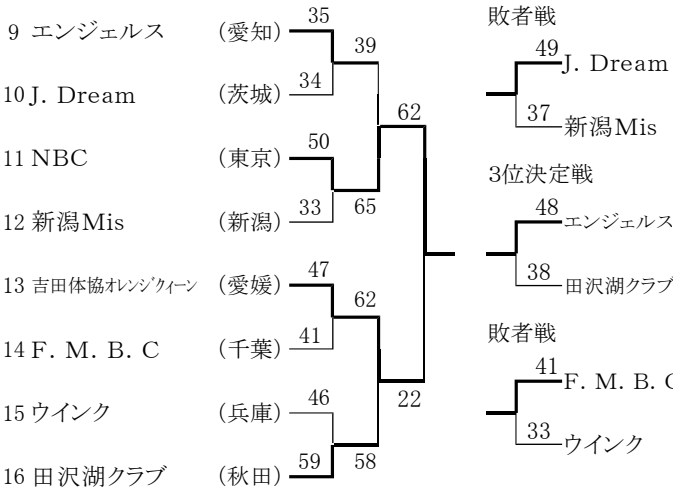 35
9 エンジェルス (愛知)
39
10 J. Dream (茨城) 34
62
11 NBC (東京) 50
12 新潟Mis (新潟) 33
65
13 吉田体協オレンジクィーン (愛媛) 47
62
14 F. M. B. C (千葉) 41
15 ウインク (兵庫) 46
22
16 田沢湖クラブ (秋田) 59
58
敗者戦
49
J. Dream
37
新潟Mis
3位決定戦
48
エンジェルス
38
田沢湖クラブ
敗者戦
41
F. M. B. C
33
ウインク